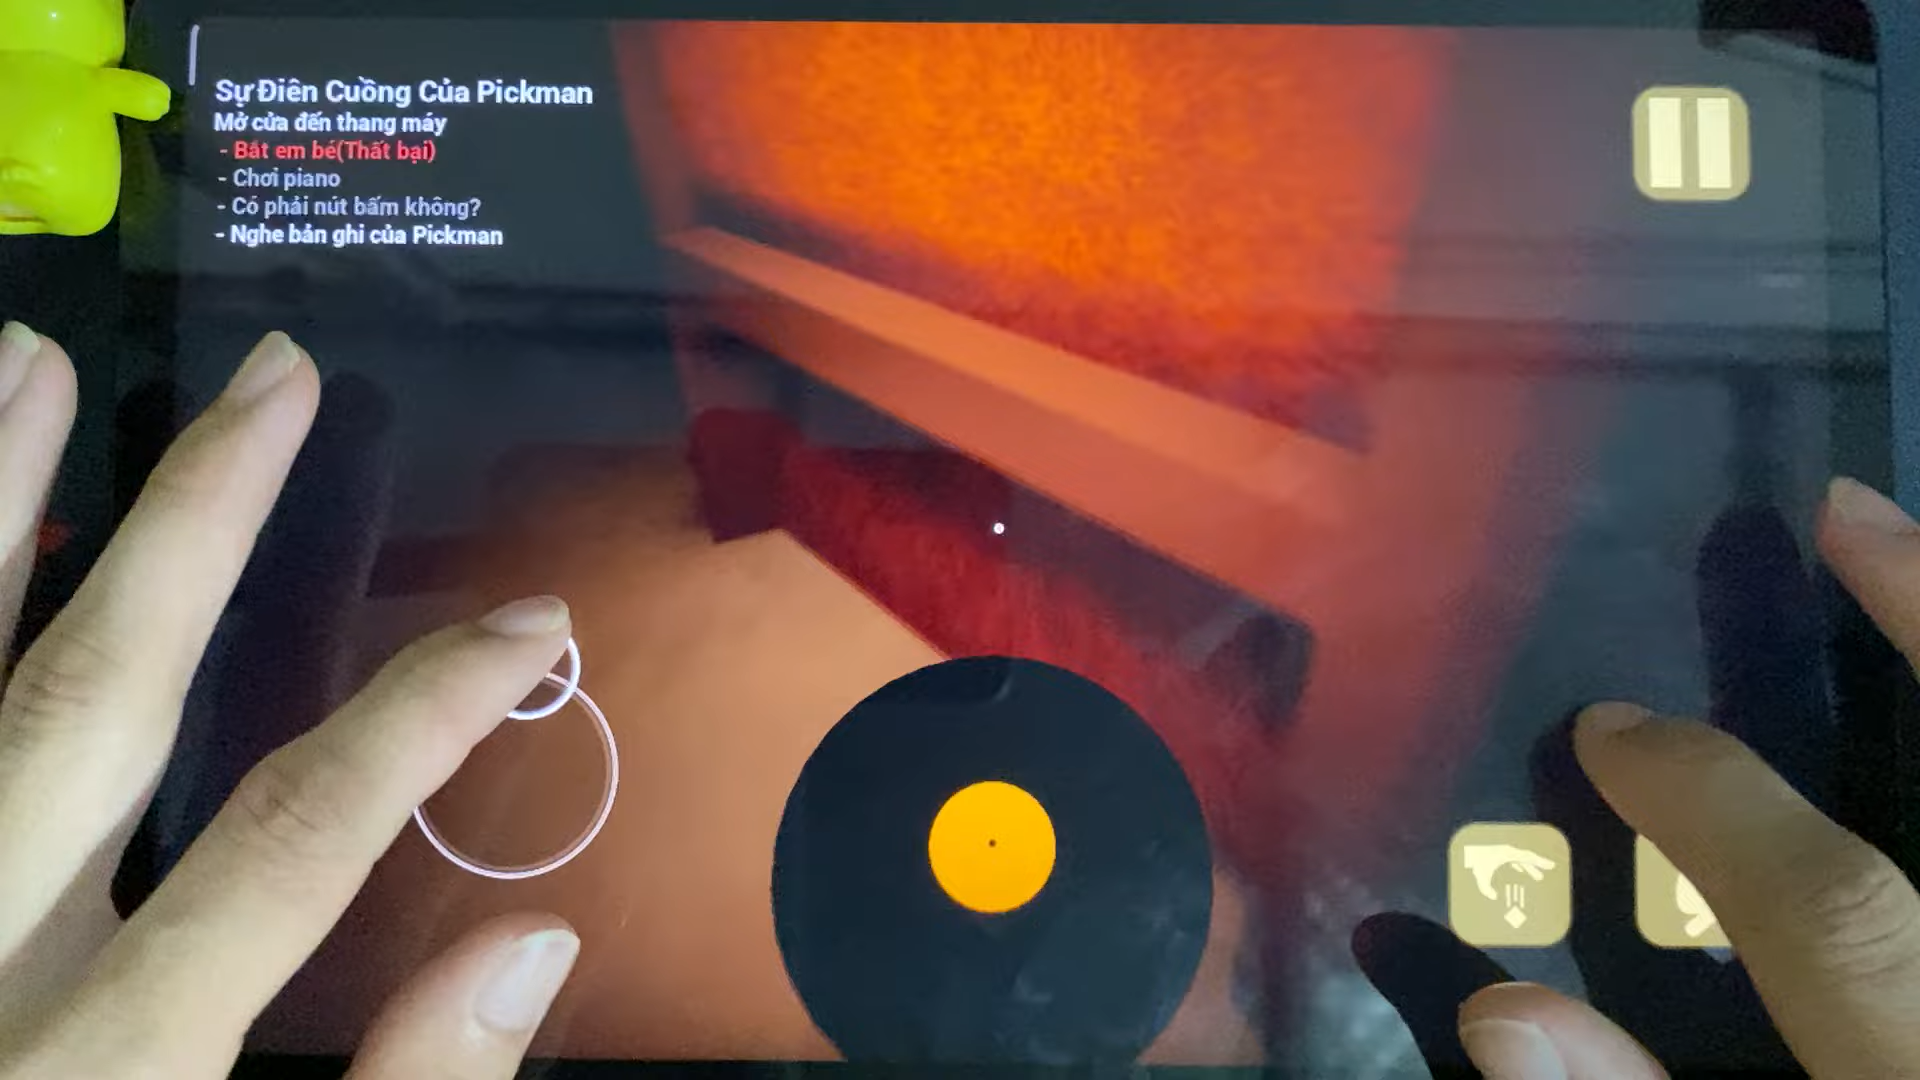 Sự Điên Cuồng Của Pickman
Mở cửa đến thang máy
- Bắt em bé(Thất bại)
- Chơi piano
- Có phải nút bấm không?
- Nghe bản ghi của Pickman